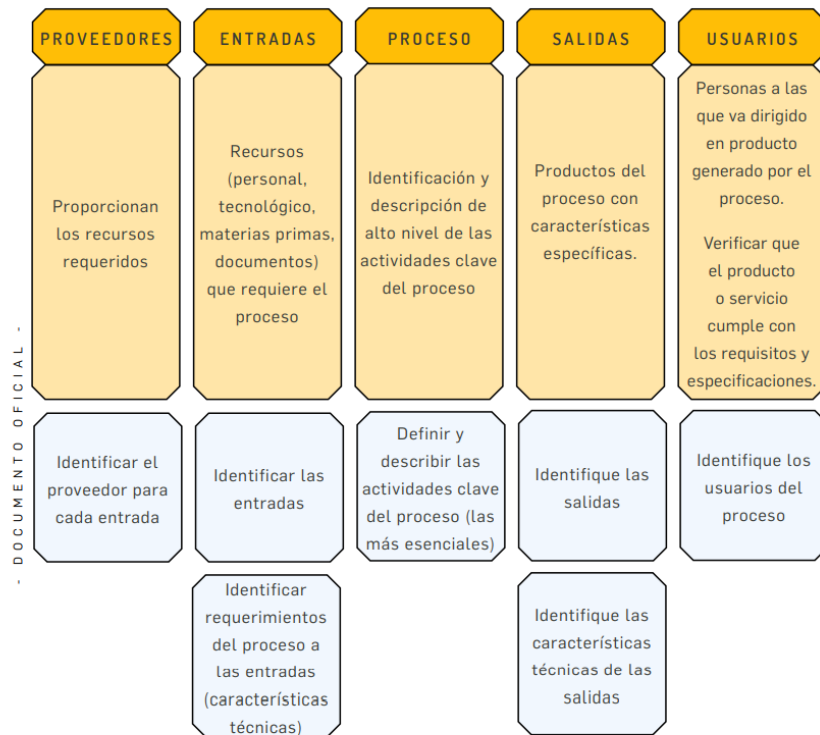 PROVEEDORES
ENTRADAS
PROCESO
SALIDAS
USUARIOS
Proporcionan
los recursos
requeridos
Recursos
(personal,
tecnológico,
materias primas,
documentos)
que requiere el
proceso
Identificación y
descripción de
alto nivel de las
actividades clave
del proceso
Productos del
proceso con
características
específicas.
Personas a las
que va dirigido
en producto
generado por el
proceso.
Verificar que
el producto
o servicio
cumple con
los requisitos y
especificaciones.
- DOCUMENTO OFICIAL -
Identificar el
proveedor para
cada entrada
Identificar las
entradas
Definir y
describir las
actividades clave
del proceso (las
más esenciales)
Identifique las
salidas
Identifique los
usuarios del
proceso
Identificar
requerimientos
del proceso a
las entradas
(características
técnicas)
Identifique las
características
técnicas de las
salidas